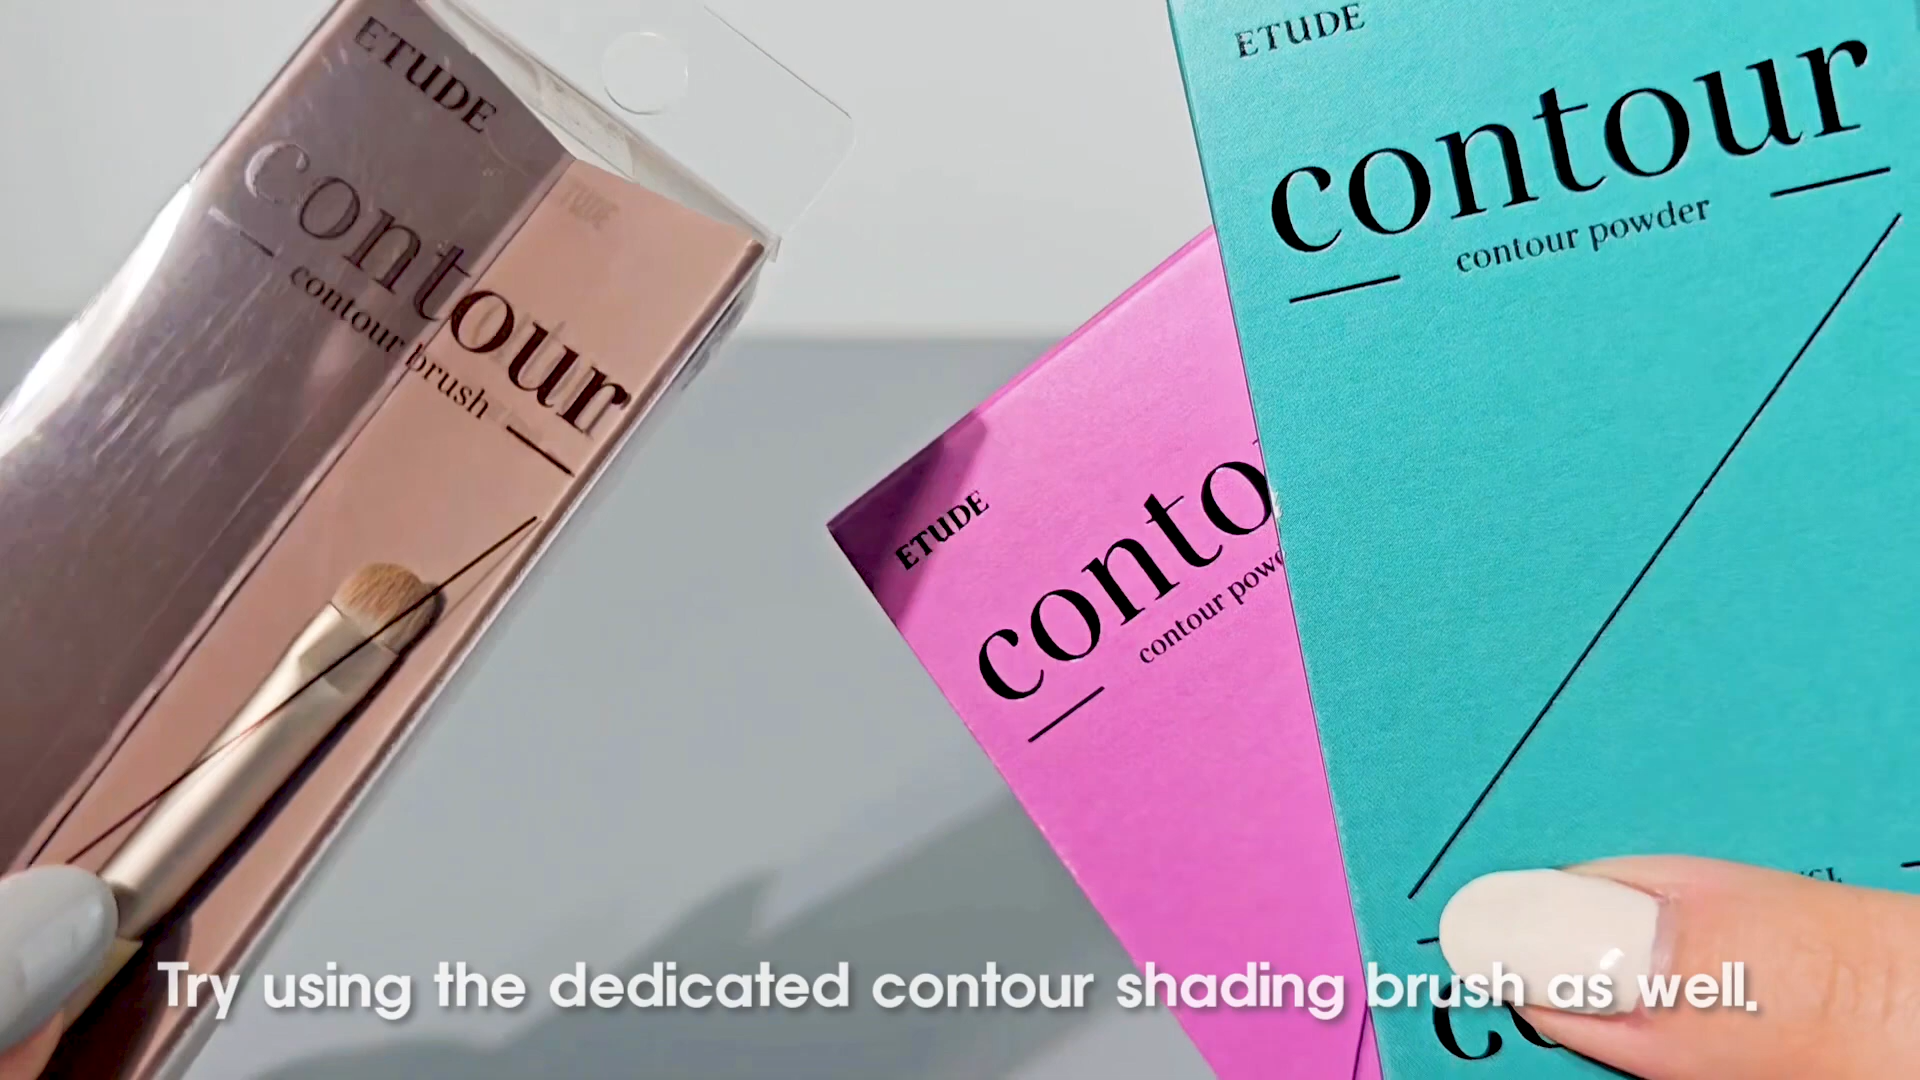 ETUDE
contour
contour brush
ETUDE
conto
contour powd
ETUDE
contour
contour powder
Try using the dedicated contour shading brush as well.